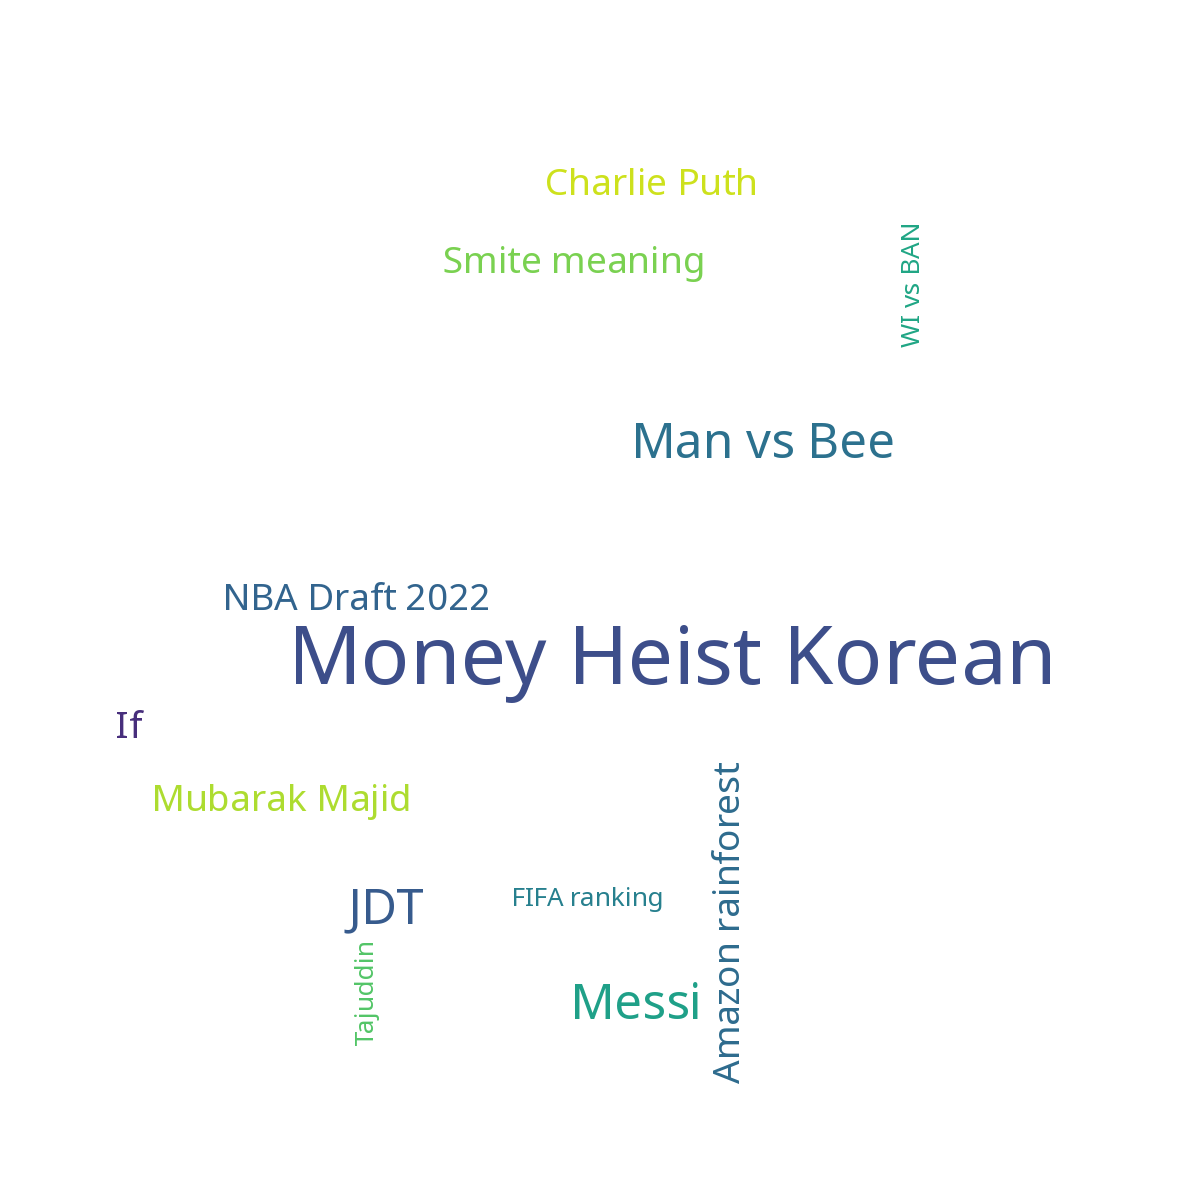 Charlie Puth
Smite meaning
WI vs BAN
Man vs Bee
NBA Draft 2022
Money Heist Korean
If
Mubarak Majid
Amazon rainforest
JDT
FIFA ranking
Tajuddin
Messi